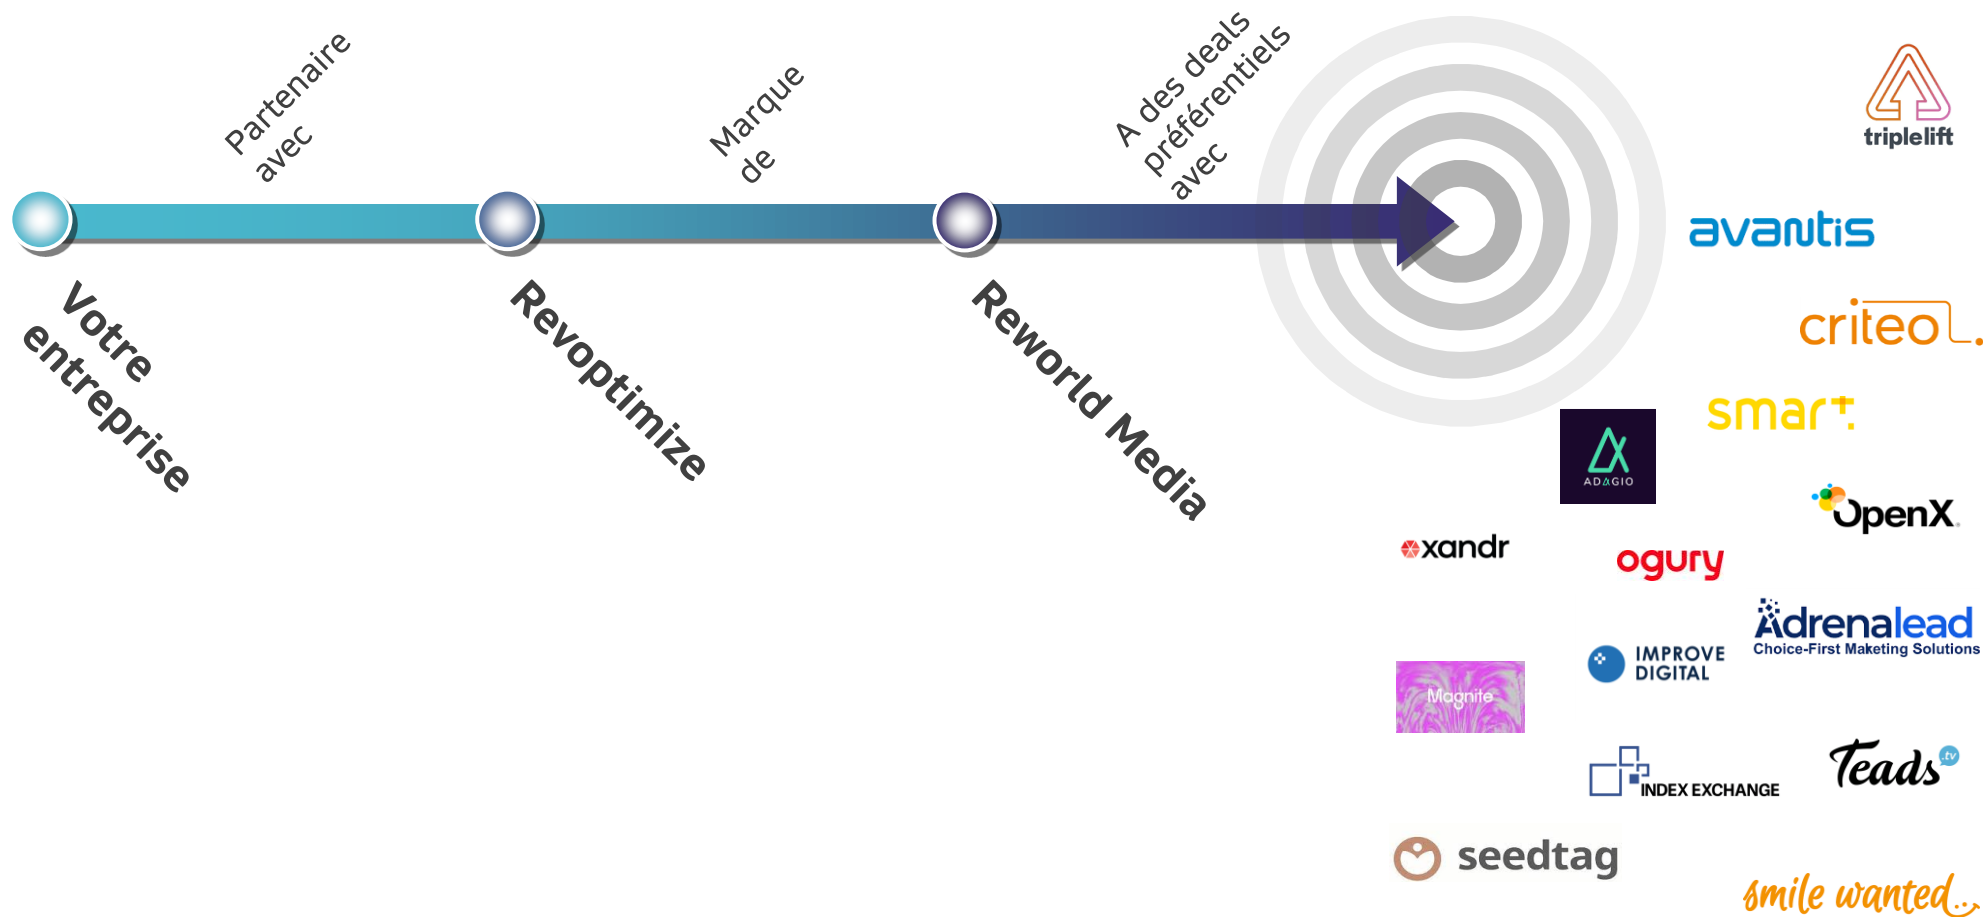 Partenaire
avec
Marque
de
A des deals
préférentiels
avec
Votre
entreprise
Revoptimize
Reworld Media
triplelift
avantis
criteo
smart
ADAGIO
OpenX
xandr
ogury
Adrenalead
Choice-First Maketing Solutions
IMPROVE
DIGITAL
Magnite
INDEX EXCHANGE
Teads .tv
seedtag
smile wanted